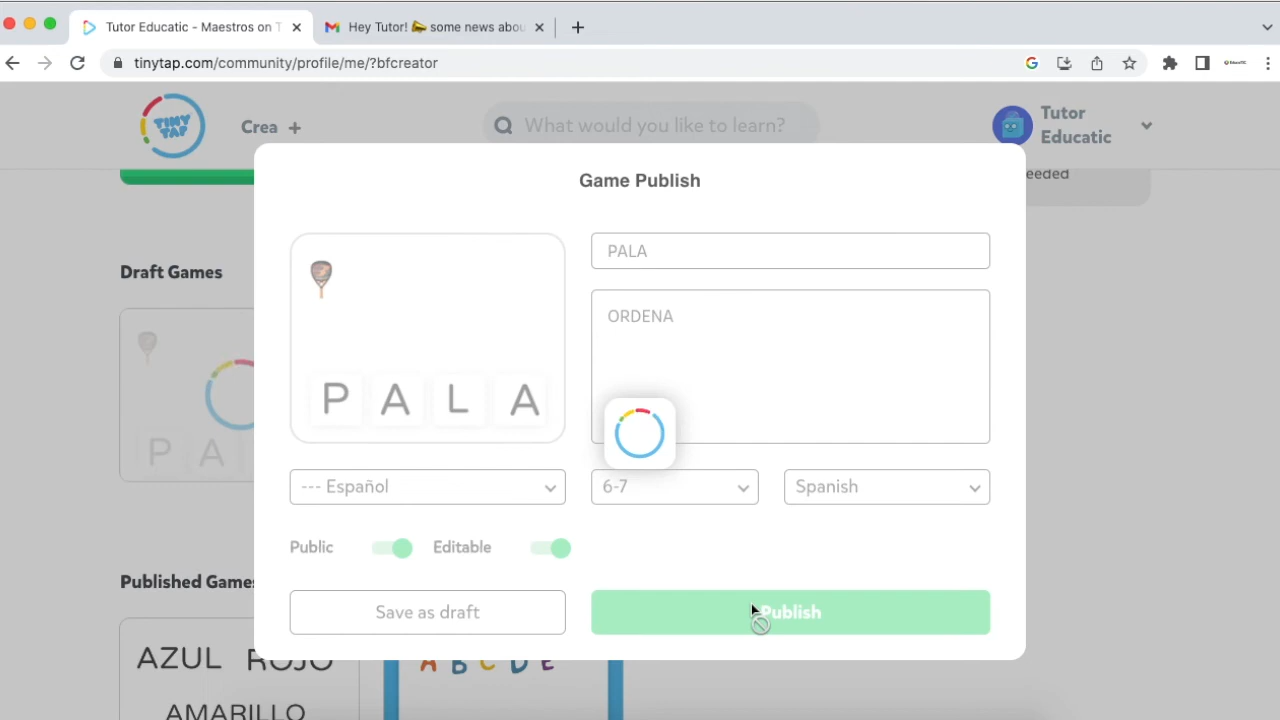 Tutor Educatic - Maestros on T
Hey Tutor! some news abou
tinytap.com/community/profile/me/?bfcreator
TINY
TAP
Crea +
What would you like to learn?
Tutor
Educatic
eeded
Game Publish
PALA
ORDENA
P A L A
Draft Games
P A
--- Español
6-7
Spanish
Public
Editable
Save as draft
Publish
Published Games
AZUL ROJO
AMARILLO
A B C D E